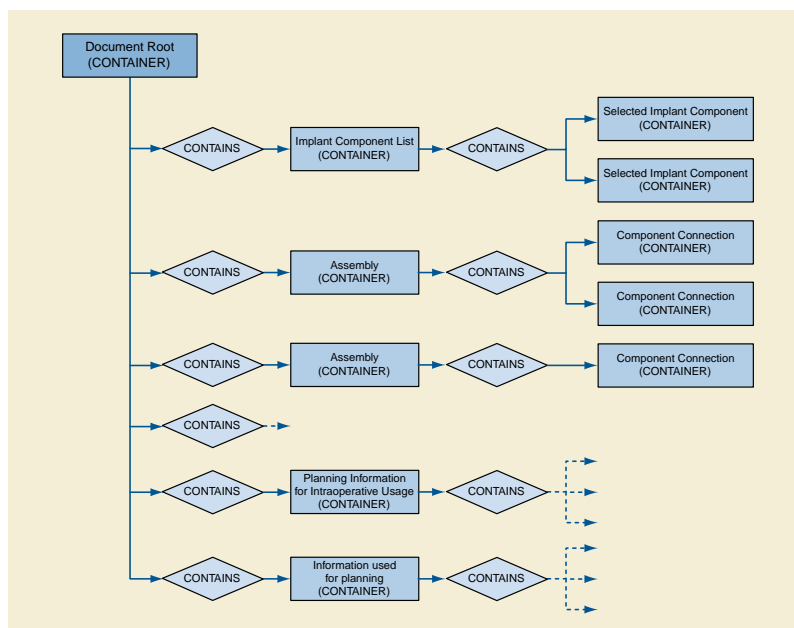 Document Root
(CONTAINER)
CONTAINS
Implant Component List
(CONTAINER)
CONTAINS
Selected Implant Component
(CONTAINER)
Selected Implant Component
(CONTAINER)
CONTAINS
Assembly
(CONTAINER)
CONTAINS
Component Connection
(CONTAINER)
Component Connection
(CONTAINER)
CONTAINS
Assembly
(CONTAINER)
CONTAINS
Component Connection
(CONTAINER)
CONTAINS
CONTAINS
Planning Information
for Intraoperative Usage
(CONTAINER)
CONTAINS
CONTAINS
Information used
for planning
(CONTAINER)
CONTAINS